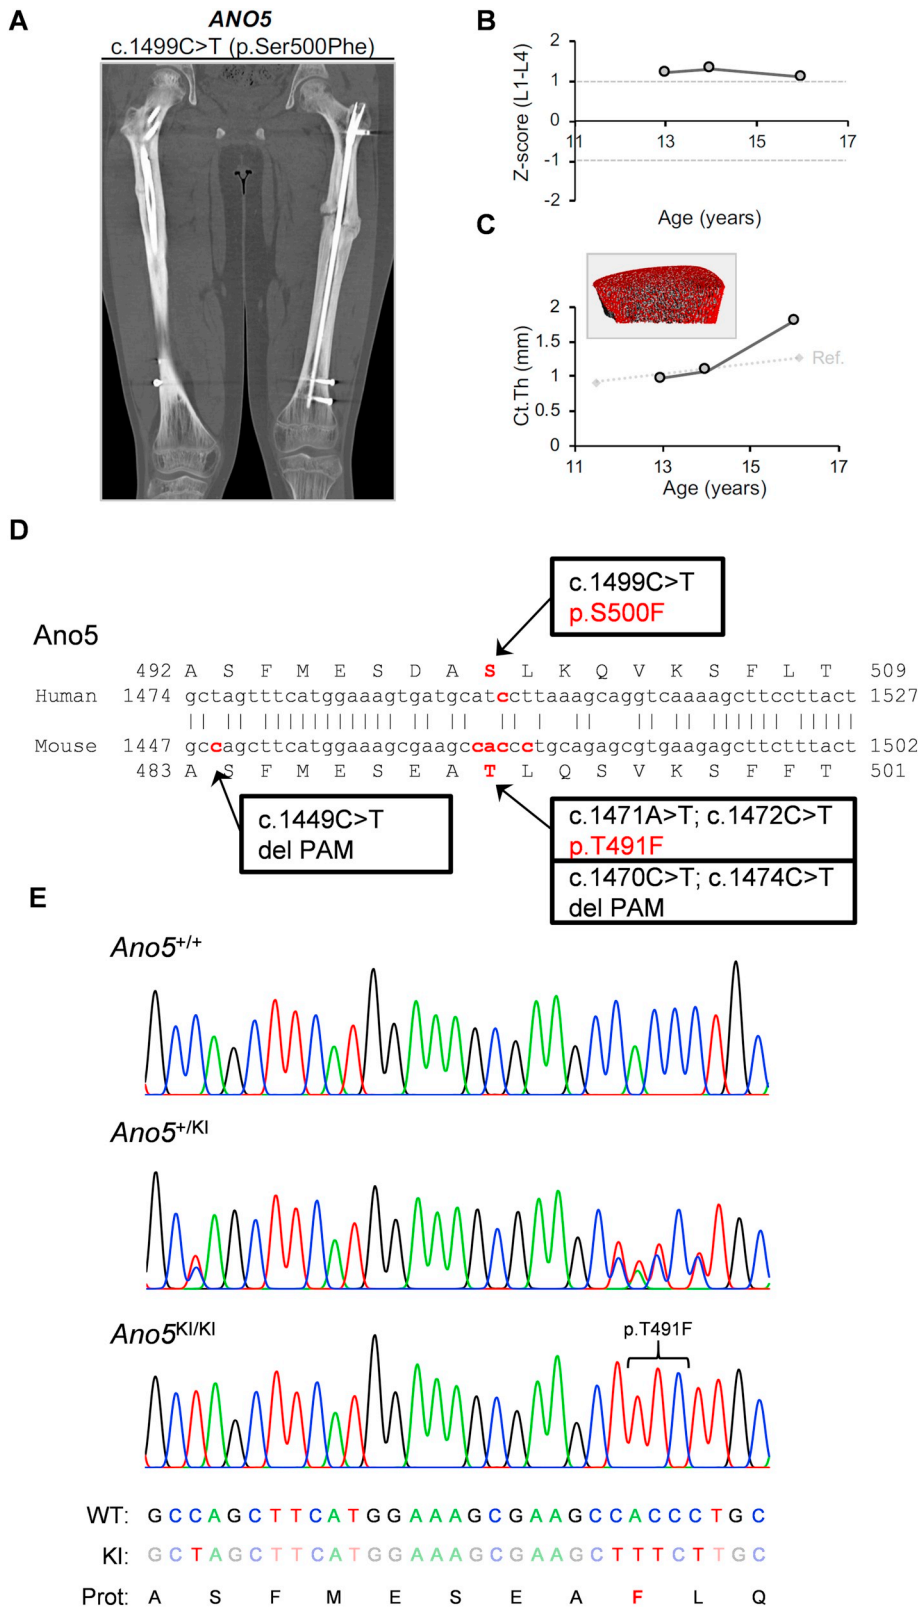 A
ANO5
c.1499C>T (p.Ser500Phe)
B
Z-score (L1-L4)
2
1
0
-1
-2
11
13
15
17
Age (years)
C
Ct.Th (mm)
2
1.5
1
0.5
0
Ref.
11
13
15
17
Age (years)
D
c.1499C>T
p.S500F
Ano5
492 A S F M E S D A S L K Q V K S F L T 509
Human 1474 gctagtttcatggaaagtgatgcatccttaaagcaggtcaaaagcttccttact 1527
Mouse 1447 gccagcttcatggaaagcgaagccaccctgcagagcgtgaagagcttctttact 1502
483 A S F M E S E A T L Q S V K S F F T 501
c.1449C>T
del PAM
c.1471A>T; c.1472C>T
p.T491F
c.1470C>T; c.1474C>T
del PAM
E
Ano5+/+
Ano5+/KI
Ano5KI/KI
p.T491F
WT: G C C A G C T T C A T G G A A A G C G A A G C C A C C C T G C
KI: G C T A G C T T C A T G G A A A G C G A A G C T T T C T T G C
Prot: A S F M E S E A F L Q